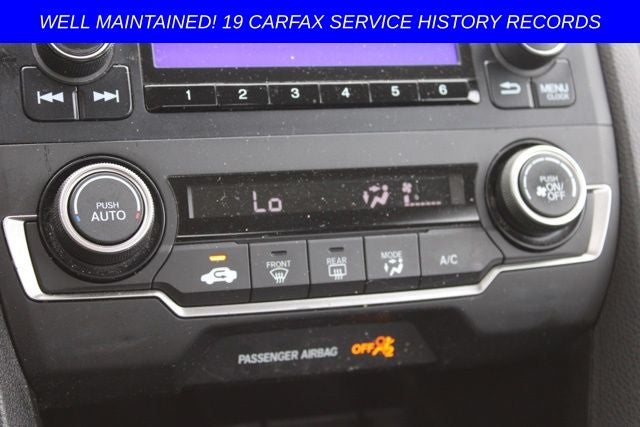 WELL MAINTAINED! 19 CARFAX SERVICE HISTORY RECORDS
1 2 3 4 5 6
MENU
CLOCK
PUSH
AUTO
Lo
PUSH
ON/
OFF
FRONT
REAR
MODE
A/C
PASSENGER AIRBAG OFF